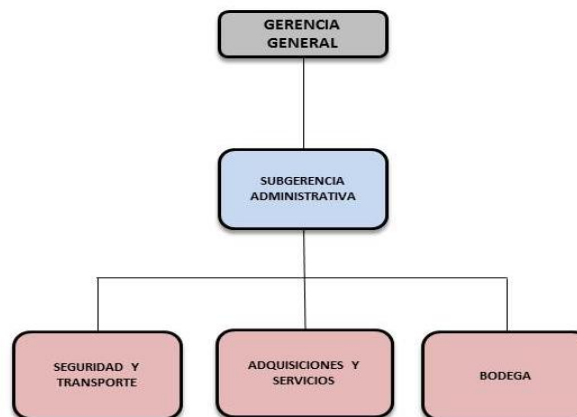 GERENCIA
GENERAL
SUBGERENCIA
ADMINISTRATIVA
SEGURIDAD Y
TRANSPORTE
ADQUISICIONES Y
SERVICIOS
BODEGA